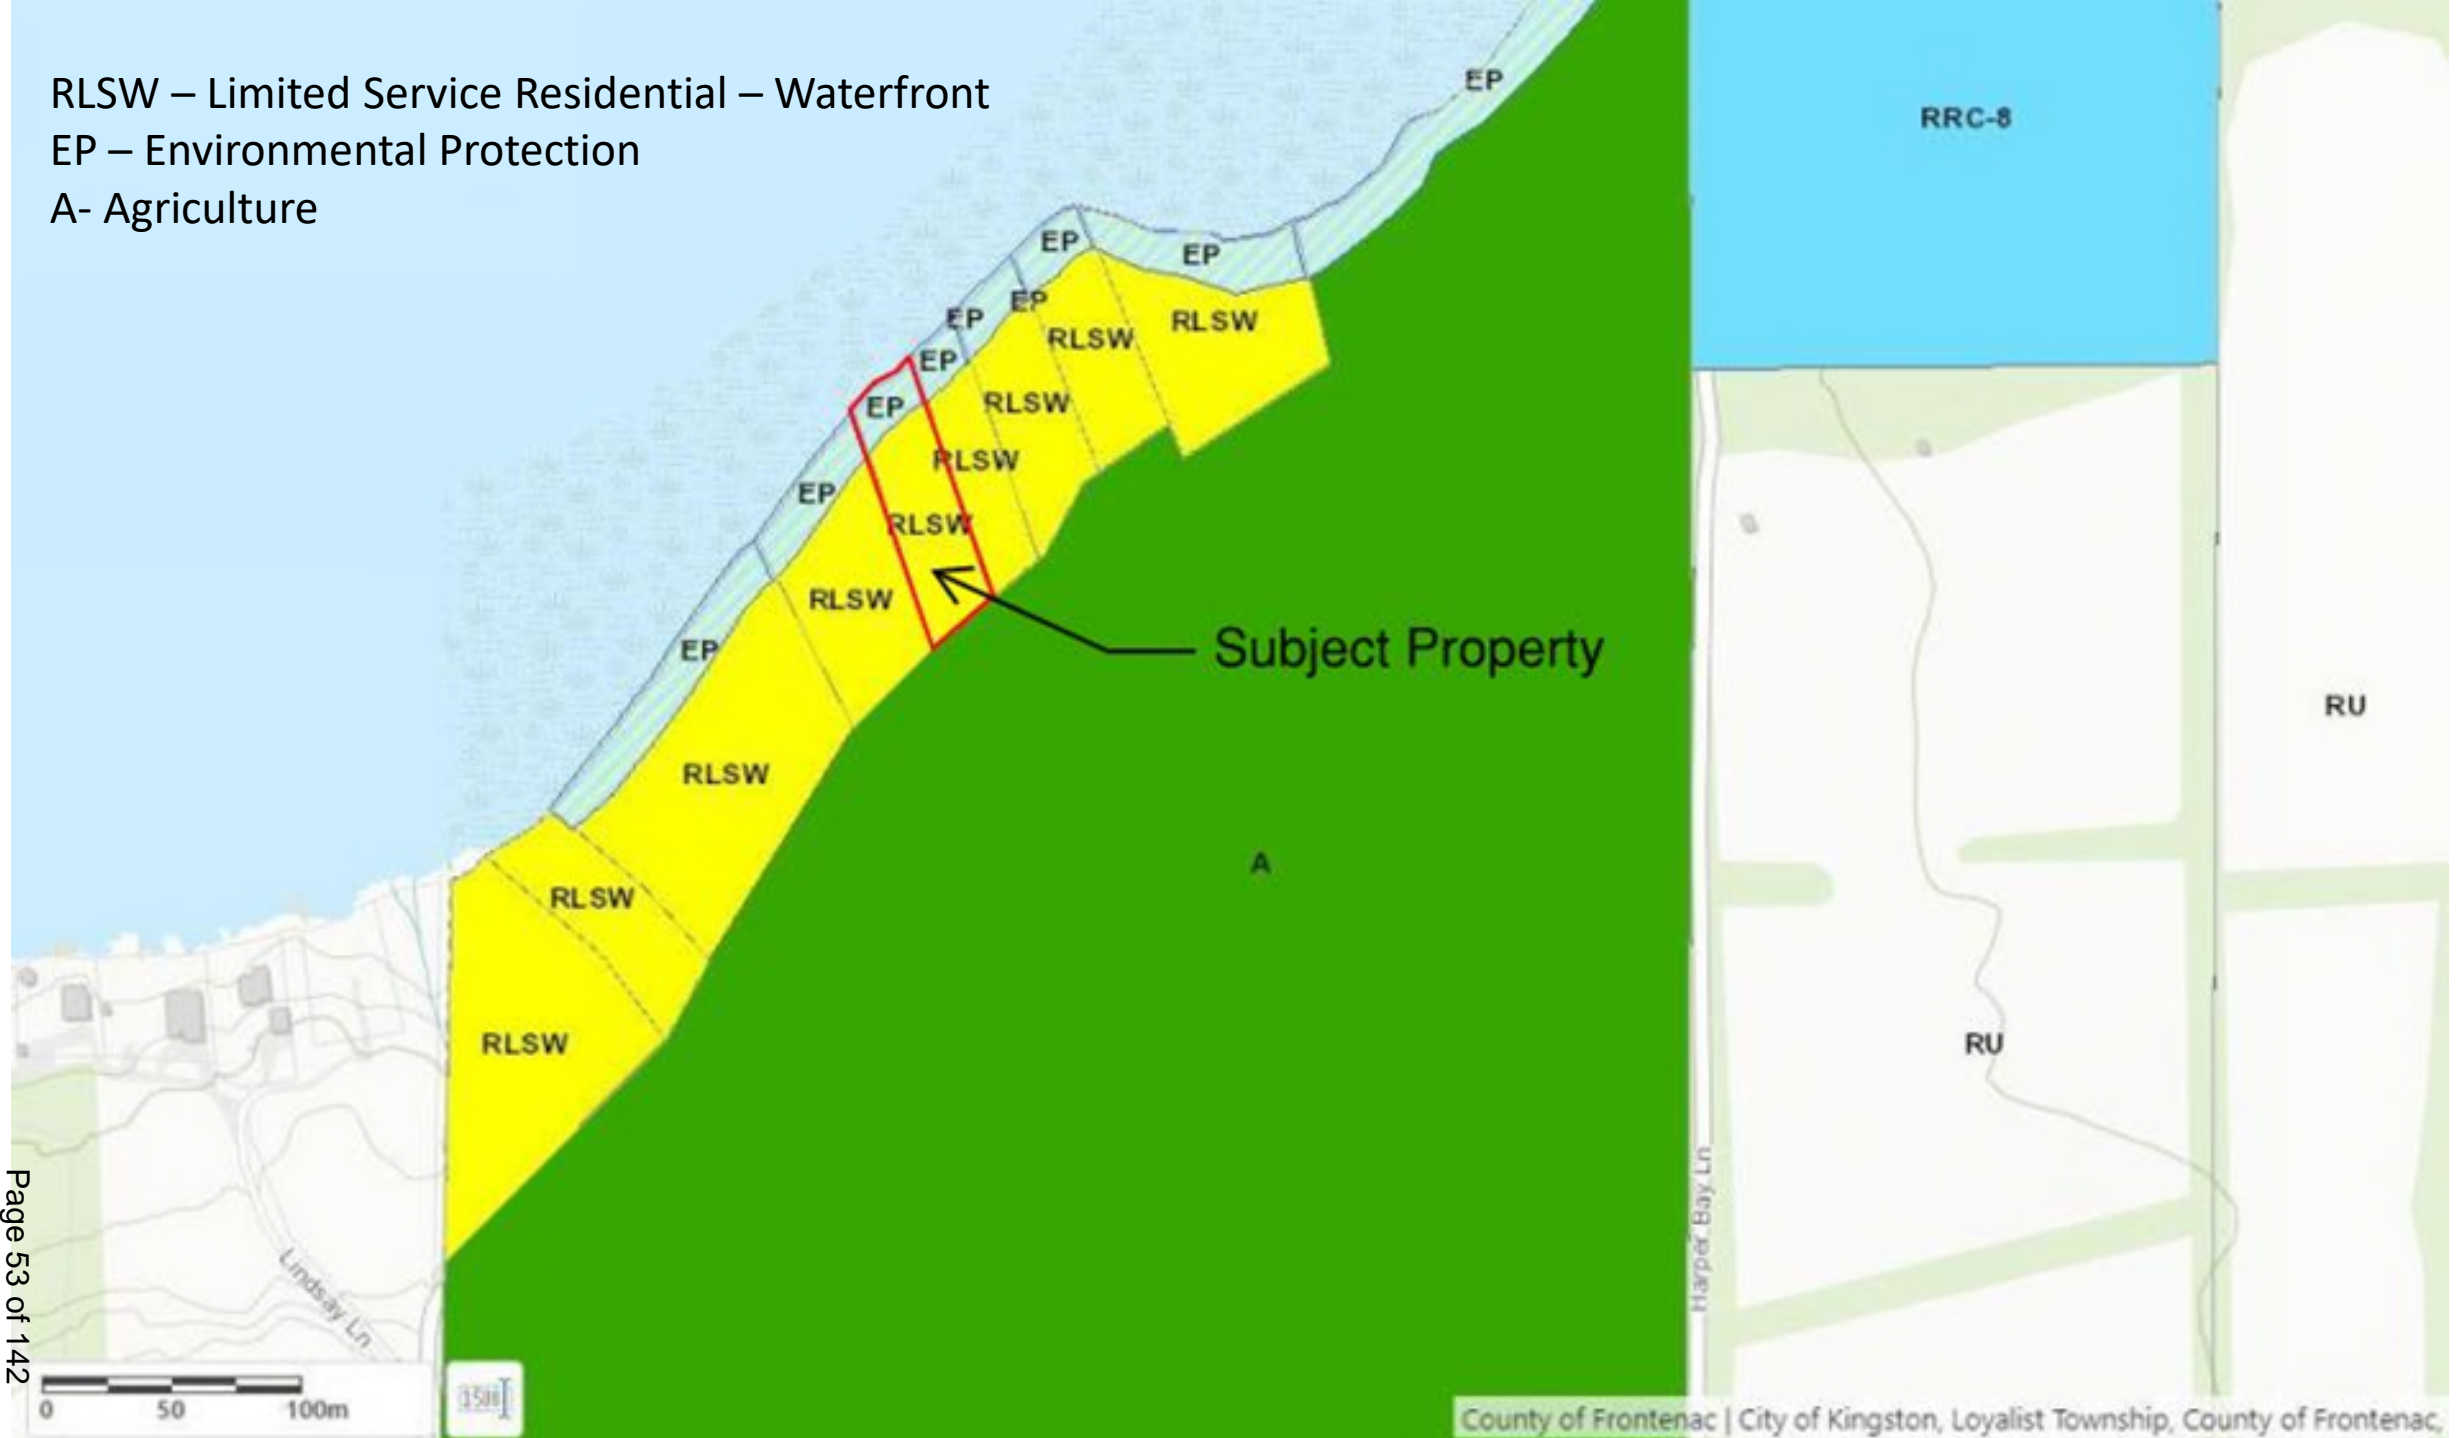 RLSW – Limited Service Residential – Waterfront
EP – Environmental Protection
A- Agriculture
EP
RRC-8
EP
EP
EP
EP
RLSW
RLSW
EP
RLSW
EP
RLSW
EP
RLSW
RLSW
Subject Property
EP
RU
RLSW
A
RLSW
RU
RLSW
Harper Bay Ln
Lindsay Ln
Page 53 of 142
0 50 100m
County of Frontenac | City of Kingston, Loyalist Township, County of Frontenac,